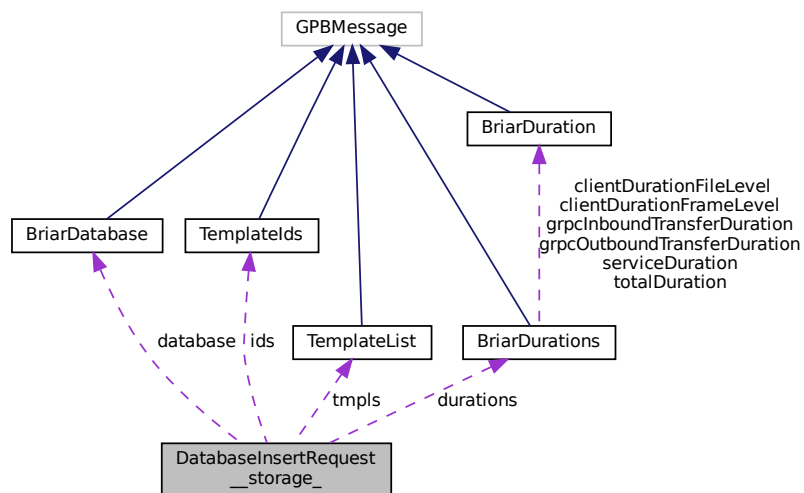 GPBMessage
BriarDuration
clientDurationFileLevel
clientDurationFrameLevel
grpcInboundTransferDuration
grpcOutboundTransferDuration
serviceDuration
totalDuration
BriarDatabase
TemplateIds
database
ids
TemplateList
BriarDurations
tmpls
durations
DatabaseInsertRequest
__storage_